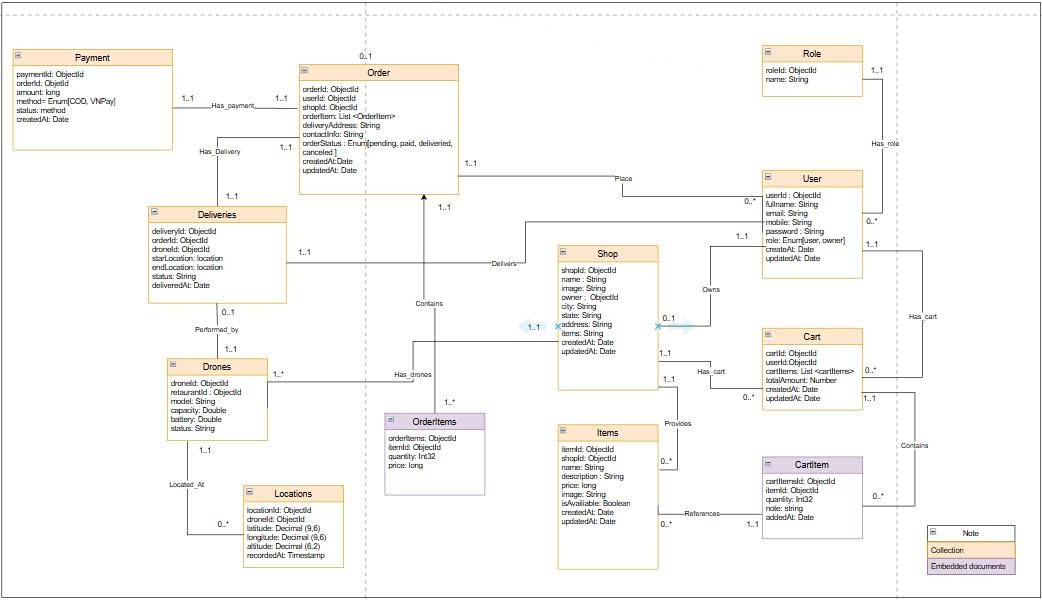 Payment
paymentId: ObjectId
orderId: ObjetId
amount: long
method= Enum[COD, VNPay]
status: method
createdAt: Date
1..1
Has_payment
1..1
0..1
Order
orderId: ObjectId
userId: ObjectId
shopId: ObjectId
orderItem: List <OrderItem>
deliveryAddress: String
contactInfo: String
orderStatus : Enum[pending, paid, deliveried,
canceled ]
createdAt:Date
updatedAt: Date
1..1
Place
0..*
Role
roleId: ObjectId
name: String
1..1
Has_role
0..*
User
userId : ObjectId
fullname: String
email: String
mobile: String
password : String
role: Enum[user, owner]
createAt: Date
updatedAt: Date
1..1
Has_Delivery
1..1
Deliveries
deliveryId: ObjectId
orderId: ObjectId
droneId: ObjectId
starLocation: location
endLocation: location
status: String
deliveredAt: Date
1..1
Delivers
1..1
1..1
Contains
1..*
Shop
shopId: ObjectId
name : String
image: String
owner : ObjectId
city: String
state: String
address: String
items: String
createdAt: Date
updatedAt: Date
1..1
Owns
0..1
1..1
Has_cart
0..*
0..1
Performed_by
1..1
Drones
droneId: ObjectId
retaurantId : ObjectId
model: String
capacity: Double
battery: Double
status: String
1..*
Has_drones
1..1
Has_cart
0..*
Cart
cartId: ObjectId
userId:ObjectId
cartItems: List <cartItems>
totalAmount: Number
createdAt: Date
updatedAt: Date
1..1
Contains
0..*
OrderItems
orderItems: ObjectId
itemId: ObjectId
quantity: Int32
price: long
1..1
Provides
0..*
Items
itemId: ObjectId
shopId: ObjectId
name: String
description : String
price: long
image: String
isAvailiable: Boolean
createdAt: Date
updatedAt: Date
0..*
References
1..1
CartItem
cartItemsId: ObjectId
itemId: ObjectId
quanlity: Int32
note: string
addedAt: Date
1..1
Located_At
0..*
Locations
locationId: ObjectId
droneId: ObjectId
latitude: Decimal (9,6)
longitude: Decimal (9,6)
altitude: Decimal (6,2)
recordedAt: Timestamp
Note
Collection
Embedded documents